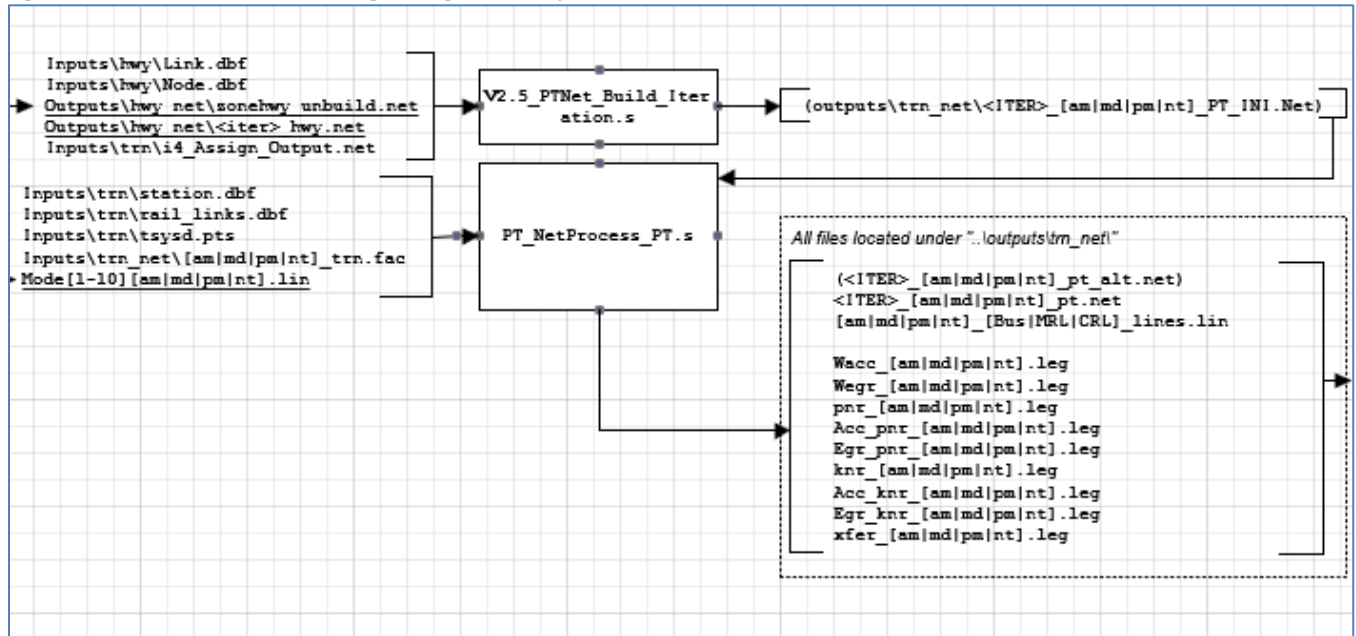 Inputs\hwy\Link.dbf
Inputs\hwy\Node.dbf
Outputs\hwy_net\zonehwy_unbuild.net
Outputs\hwy_net\<iter>_hwy.net
Inputs\trn\i4_Assign_Output.net
V2.5_PTNet_Build_Iter
ation.s
(outputs\trn_net\<ITER>_[am|md|pm|nt]_PT_INI.Net)
Inputs\trn\station.dbf
Inputs\trn\rail_links.dbf
Inputs\trn\tsysd.pts
Inputs\trn_net\[am|md|pm|nt]_trn.fac
Mode[1-10][am|md|pm|nt].lin
PT_NetProcess_PT.s
All files located under "..\outputs\trn_net\"
(<ITER>_[am|md|pm|nt]_pt_alt.net)
<ITER>_[am|md|pm|nt]_pt.net
[am|md|pm|nt]_[Bus|MRL|CRL]_lines.lin
Wacc_[am|md|pm|nt].leg
Wegr_[am|md|pm|nt].leg
pnr_[am|md|pm|nt].leg
Acc_pnr_[am|md|pm|nt].leg
Egr_pnr_[am|md|pm|nt].leg
knr_[am|md|pm|nt].leg
Acc_knr_[am|md|pm|nt].leg
Egr_knr_[am|md|pm|nt].leg
xfer_[am|md|pm|nt].leg